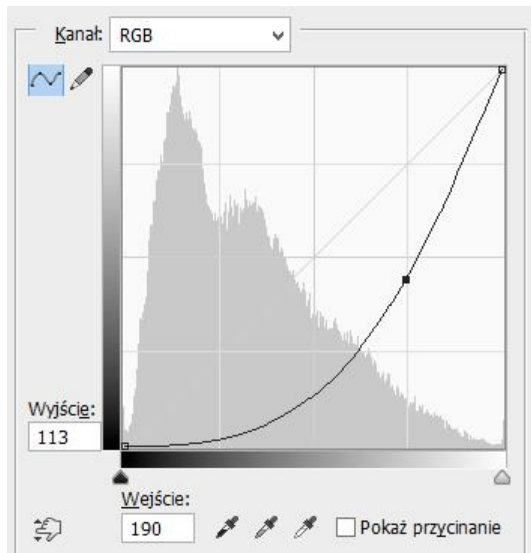 Kanał: RGB
Wyjście:
113
Wejście:
190
Pokaż przycinanie